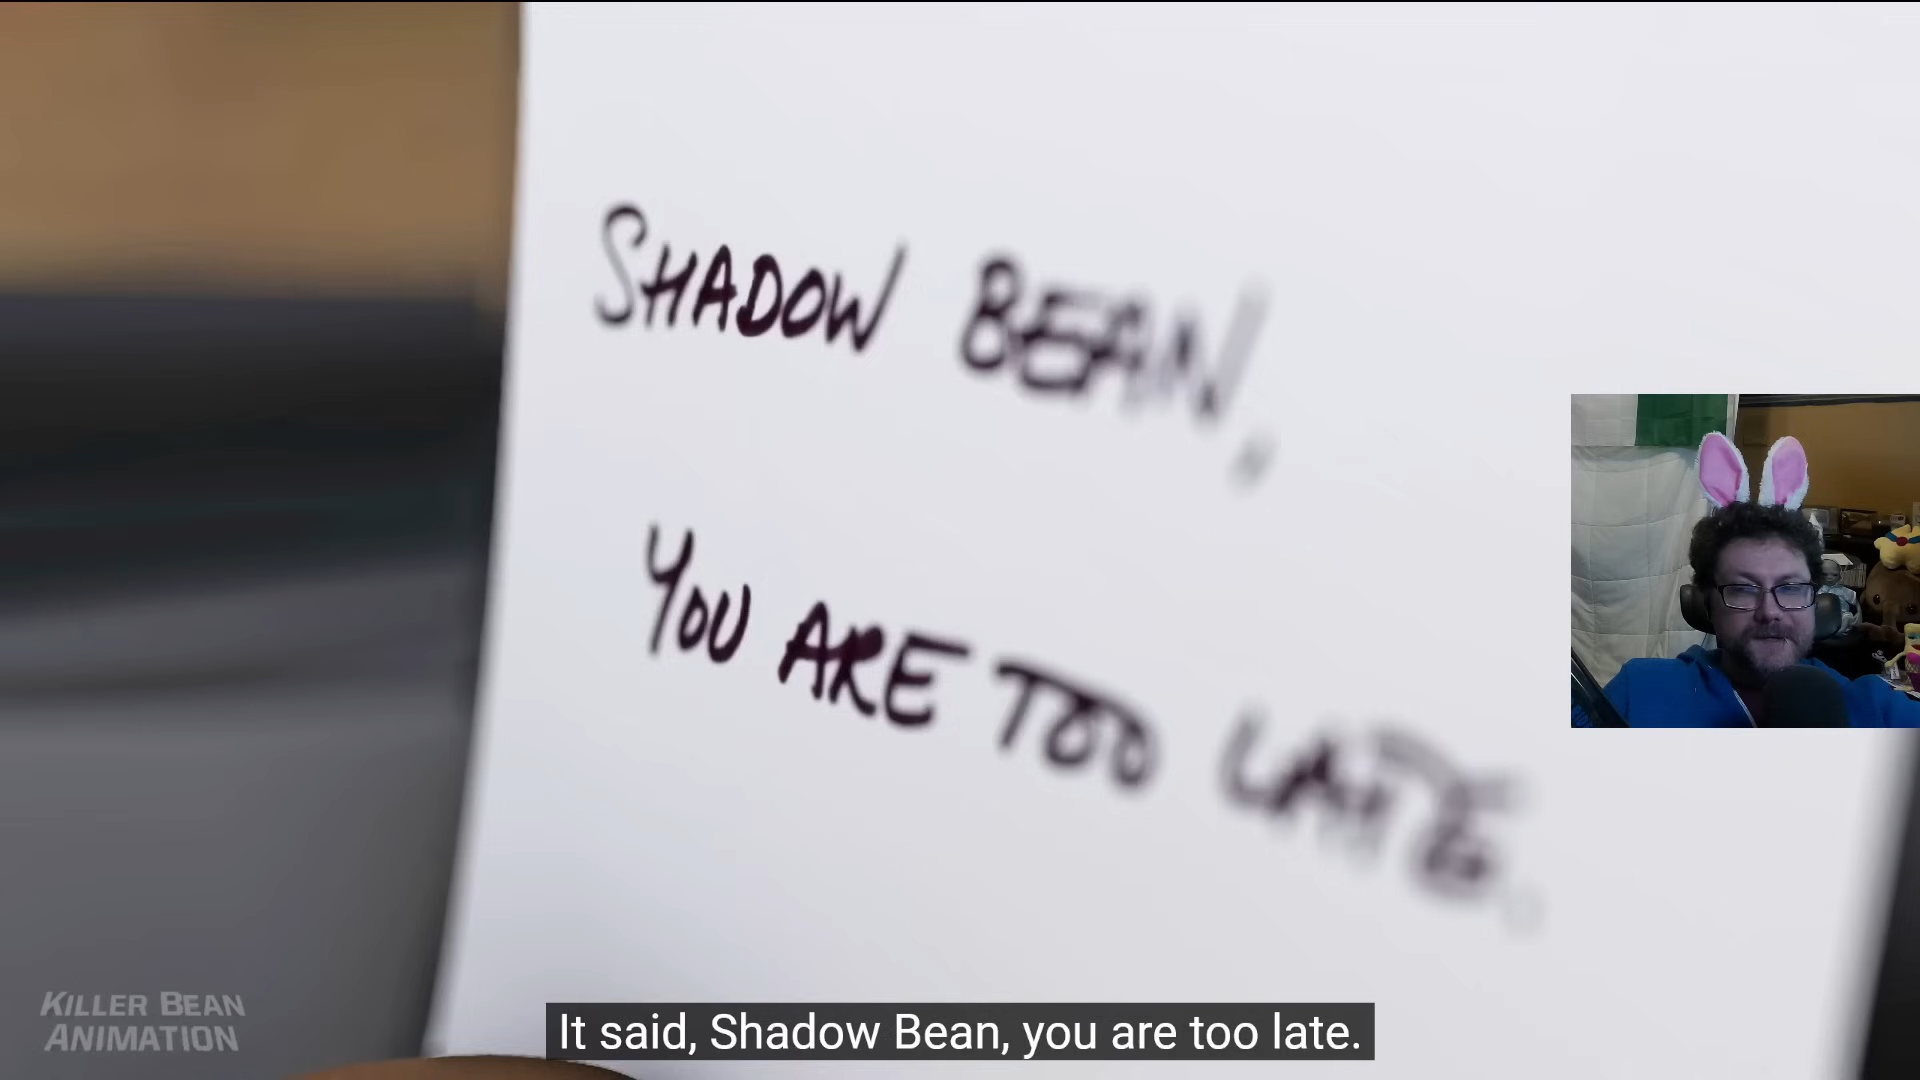 SHADOW BEAN,
YOU ARE TOO LATE.
KILLER BEAN
ANIMATION
It said, Shadow Bean, you are too late.